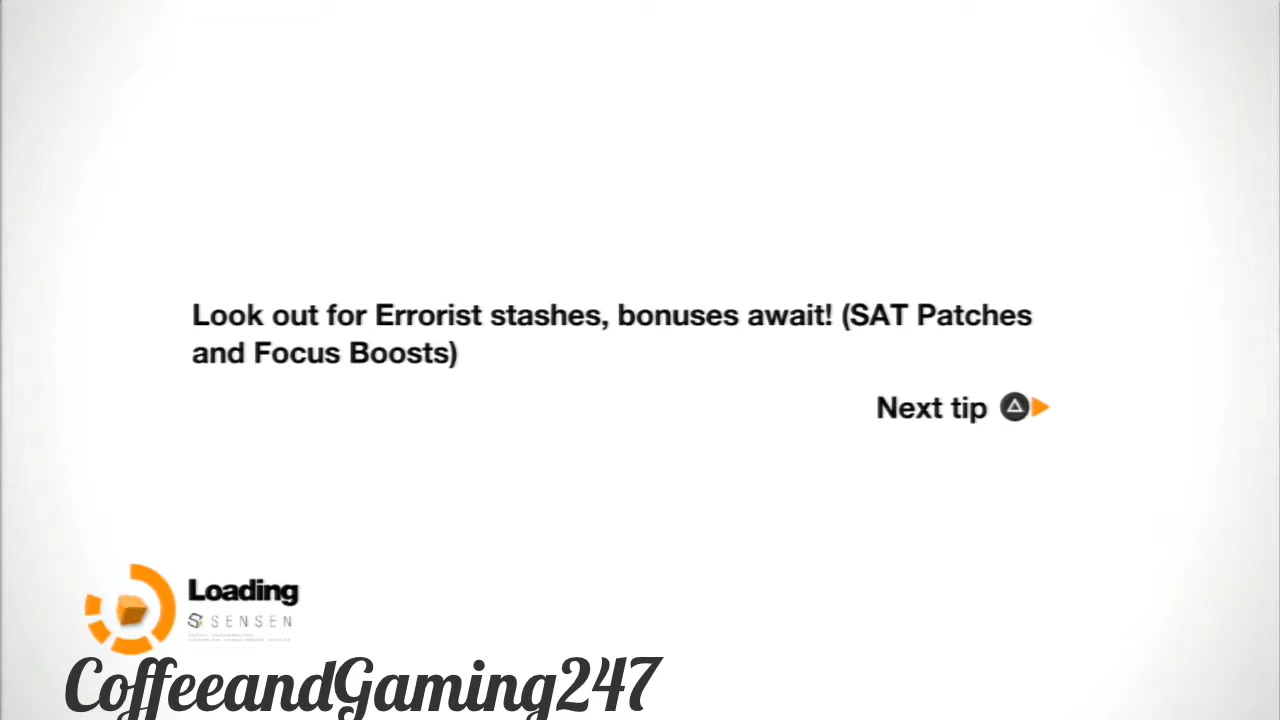 Look out for Errorist stashes, bonuses await! (SAT Patches
and Focus Boosts)
Next tip
Loading
SENSEN
CoffeeandGaming247